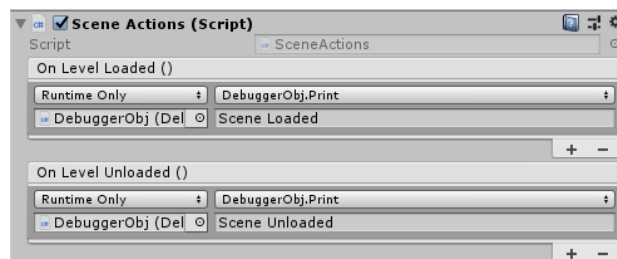 Scene Actions (Script)
Script SceneActions
On Level Loaded ()
Runtime Only DebuggerObj.Print
DebuggerObj (Del Scene Loaded
+ −
On Level Unloaded ()
Runtime Only DebuggerObj.Print
DebuggerObj (Del Scene Unloaded
+ −